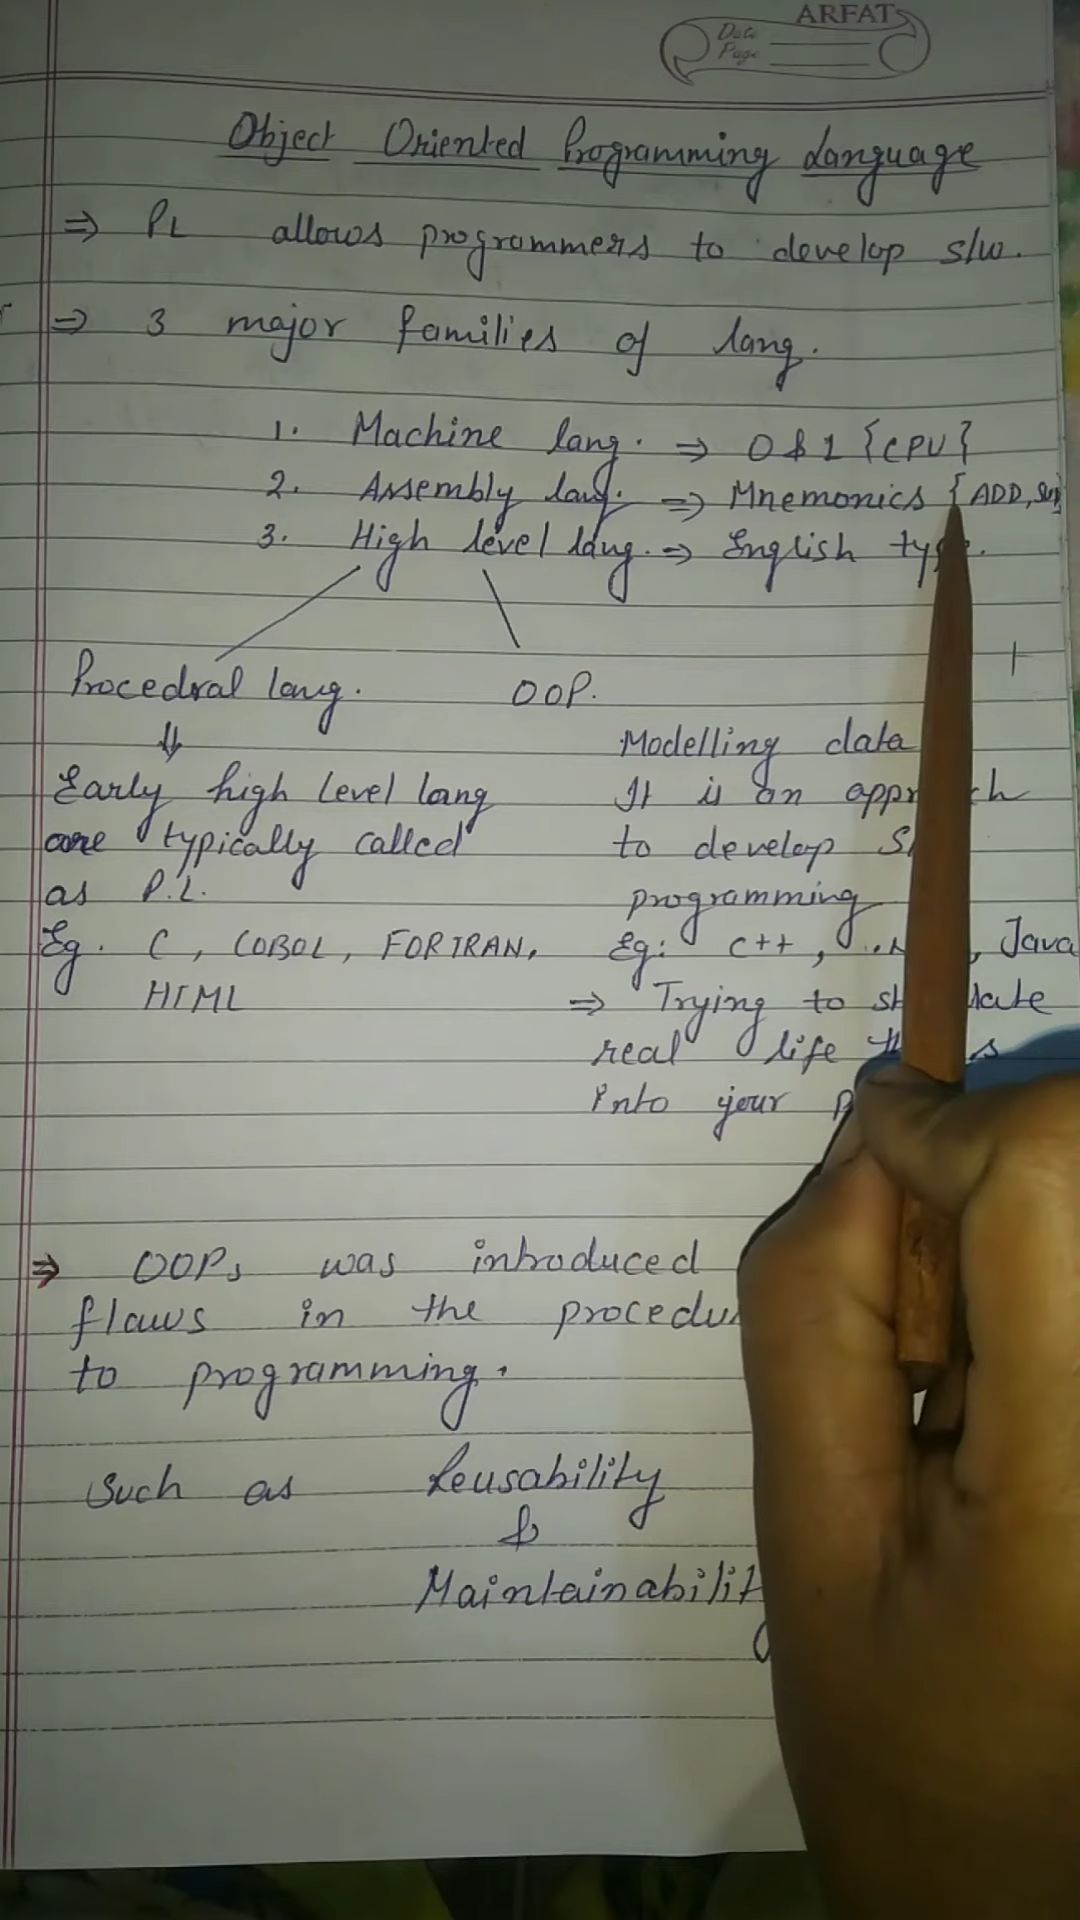 ARFAT
Date
Page
Object Oriented Programming Language
⇒ PL allows programmers to develop s/w.
⇒ 3 major families of lang.
1. Machine lang. ⇒ 0 & 1 {CPU}
2. Assembly lang. ⇒ Mnemonics {ADD, Sub}
3. High level lang. ⇒ English type.
Procedral lang.
OOP.
⇓
Early high level lang
are typically called
as P.L.
Eg. C, COBOL, FORTRAN,
HTML
Modelling data
It is an
to develop
programming
Eg: C++, Java
⇒ Trying to
real life
into your
⇒ OOPs was introduced
flaws in the
to programming.
Such as Reusability
&